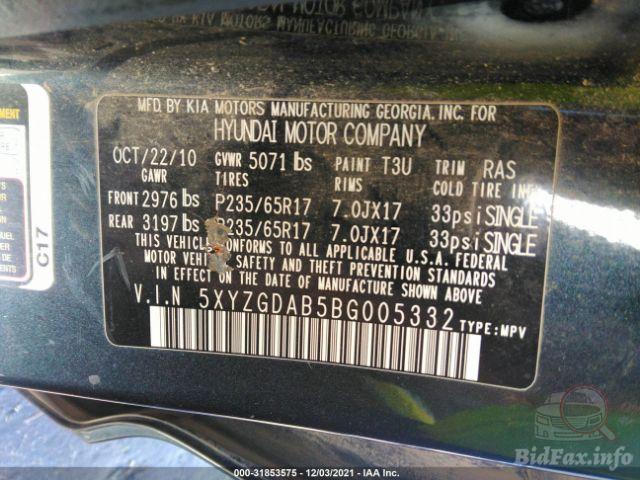 MFD. BY KIA MOTORS MANUFACTURING GEORGIA, INC. FOR
HYUNDAI MOTOR COMPANY
OCT/22/10 GVWR 5071 lbs PAINT T3U TRIM RAS
GAWR TIRES RIMS COLD TIRE INF
FRONT 2976 lbs P235/65R17 7.0JX17 33psi SINGLE
REAR 3197 lbs P235/65R17 7.0JX17 33psi SINGLE
THIS VEHICLE CONFORMS TO ALL APPLICABLE U.S.A. FEDERAL
MOTOR VEHICLE SAFETY AND THEFT PREVENTION STANDARDS
IN EFFECT ON THE DATE OF MANUFACTURE SHOWN ABOVE
V.I.N 5XYZGDAB5BG005332 TYPE:MPV
C17
000-31853575 - 12/03/2021 - IAA Inc.
BidFax.info